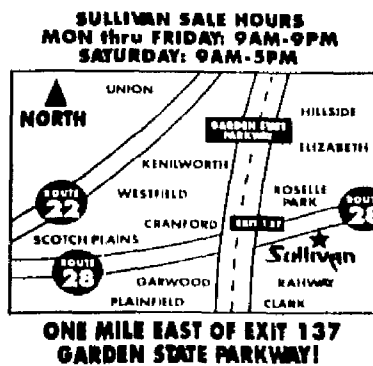 SULLIVAN SALE HOURS
MON thru FRIDAY: 9AM-9PM
SATURDAY: 9AM-5PM
UNION
NORTH
HILLSIDE
GARDEN STATE
PARKWAY
ELIZABETH
KENILWORTH
ROUTE
22
WESTFIELD
ROSELLE
PARK
ROUTE
28
CRANFORD
EXIT 137
SCOTCH PLAINS
Sullivan
ROUTE
28
GARWOOD
RAHWAY
PLAINFIELD
CLARK
ONE MILE EAST OF EXIT 137
GARDEN STATE PARKWAY!